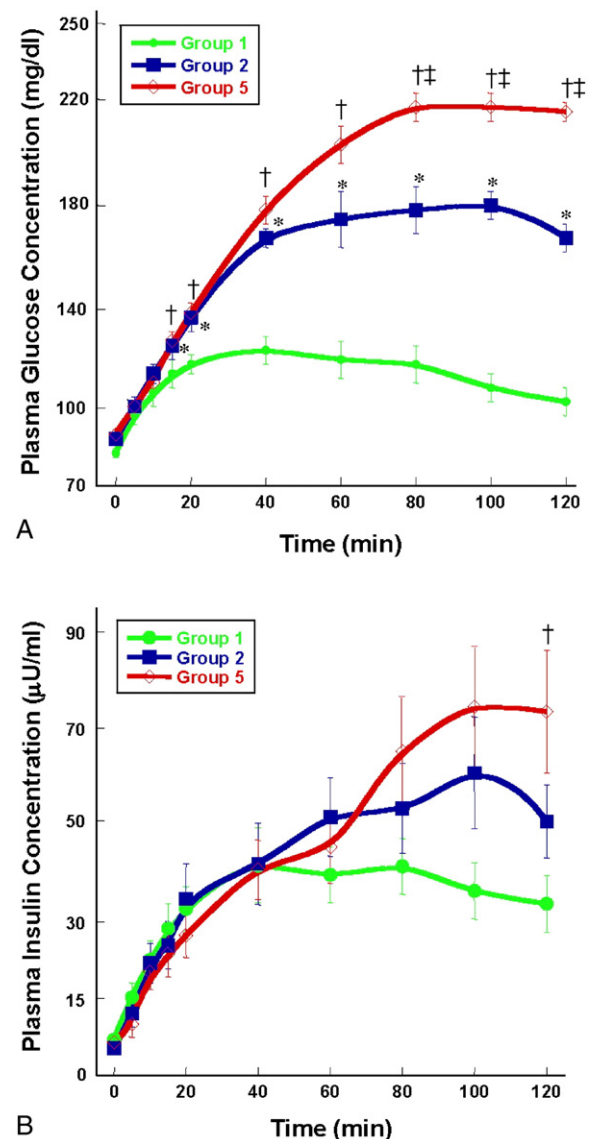 Plasma Glucose Concentration (mg/dl)
250
220
180
140
100
70
Group 1
Group 2
Group 5
† † † † †‡ †‡ †‡
* * * * * * *
0 20 40 60 80 100 120
A
Time (min)
Plasma Insulin Concentration (µU/ml)
90
70
50
30
15
0
Group 1
Group 2
Group 5
†
0 20 40 60 80 100 120
B
Time (min)